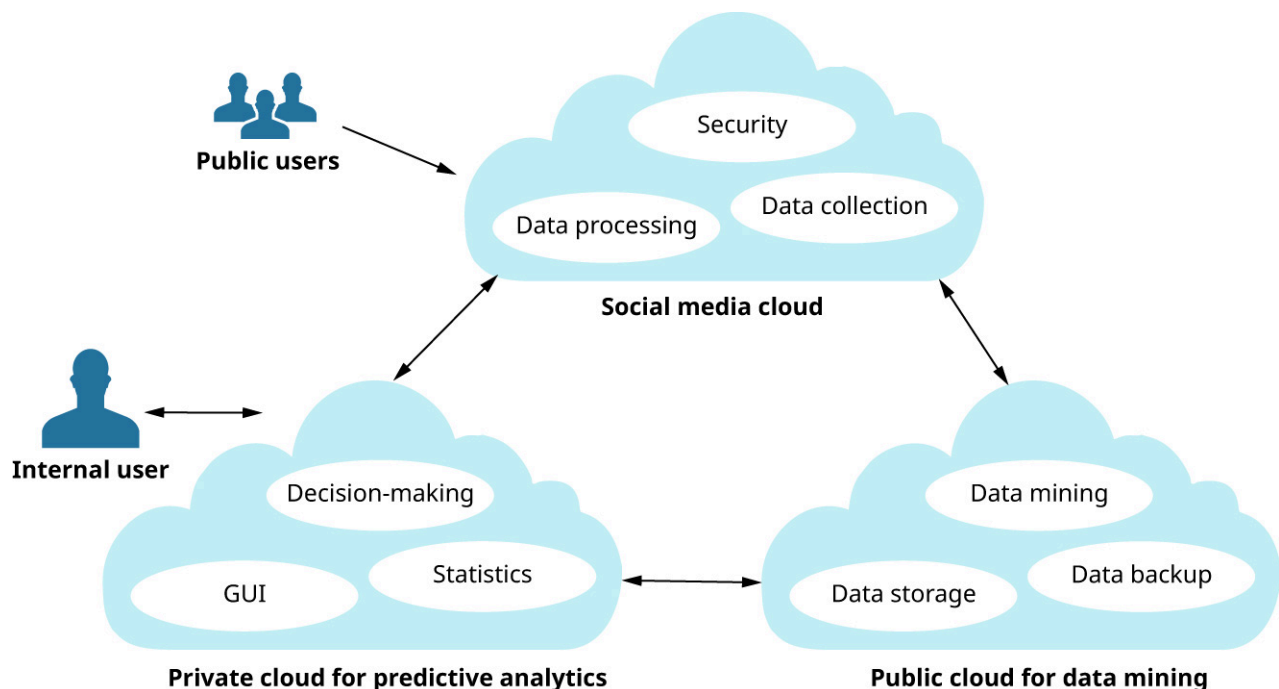 Security
Public users
Data collection
Data processing
Social media cloud
Internal user
Decision-making
Data mining
Statistics
Data backup
GUI
Data storage
Private cloud for predictive analytics
Public cloud for data mining